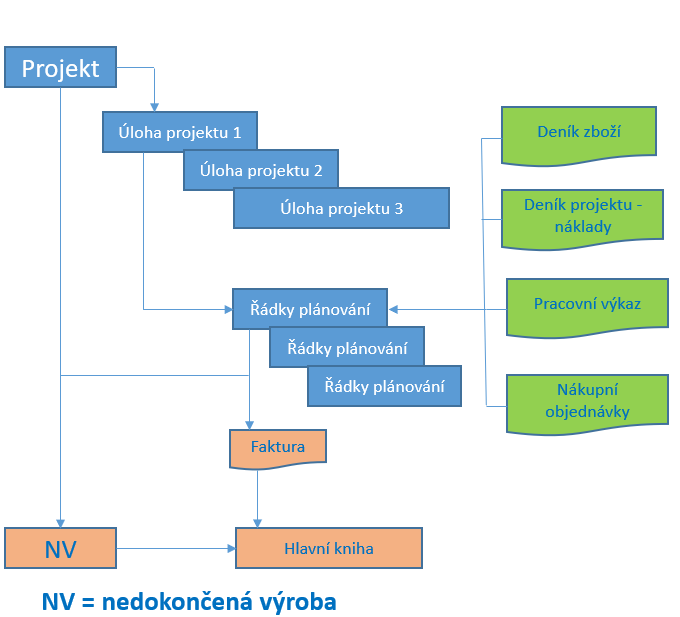 Projekt
Úloha projektu 1
Úloha projektu 2
Úloha projektu 3
Deník zboží
Deník projektu -
náklady
Pracovní výkaz
Řádky plánování
Řádky plánování
Řádky plánování
Nákupní
objednávky
Faktura
NV
Hlavní kniha
NV = nedokončená výroba